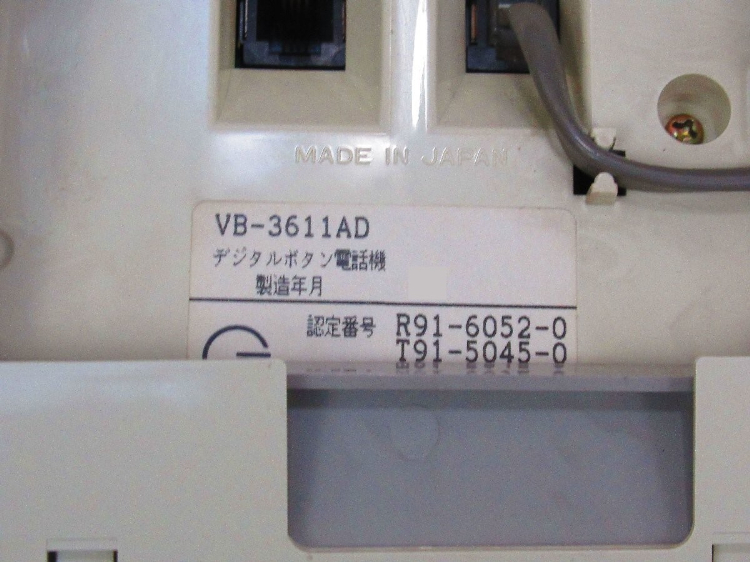 MADE IN JAPAN
VB-3611AD
デジタルボタン電話機
製造年月
認定番号 R91-6052-0
T91-5045-0